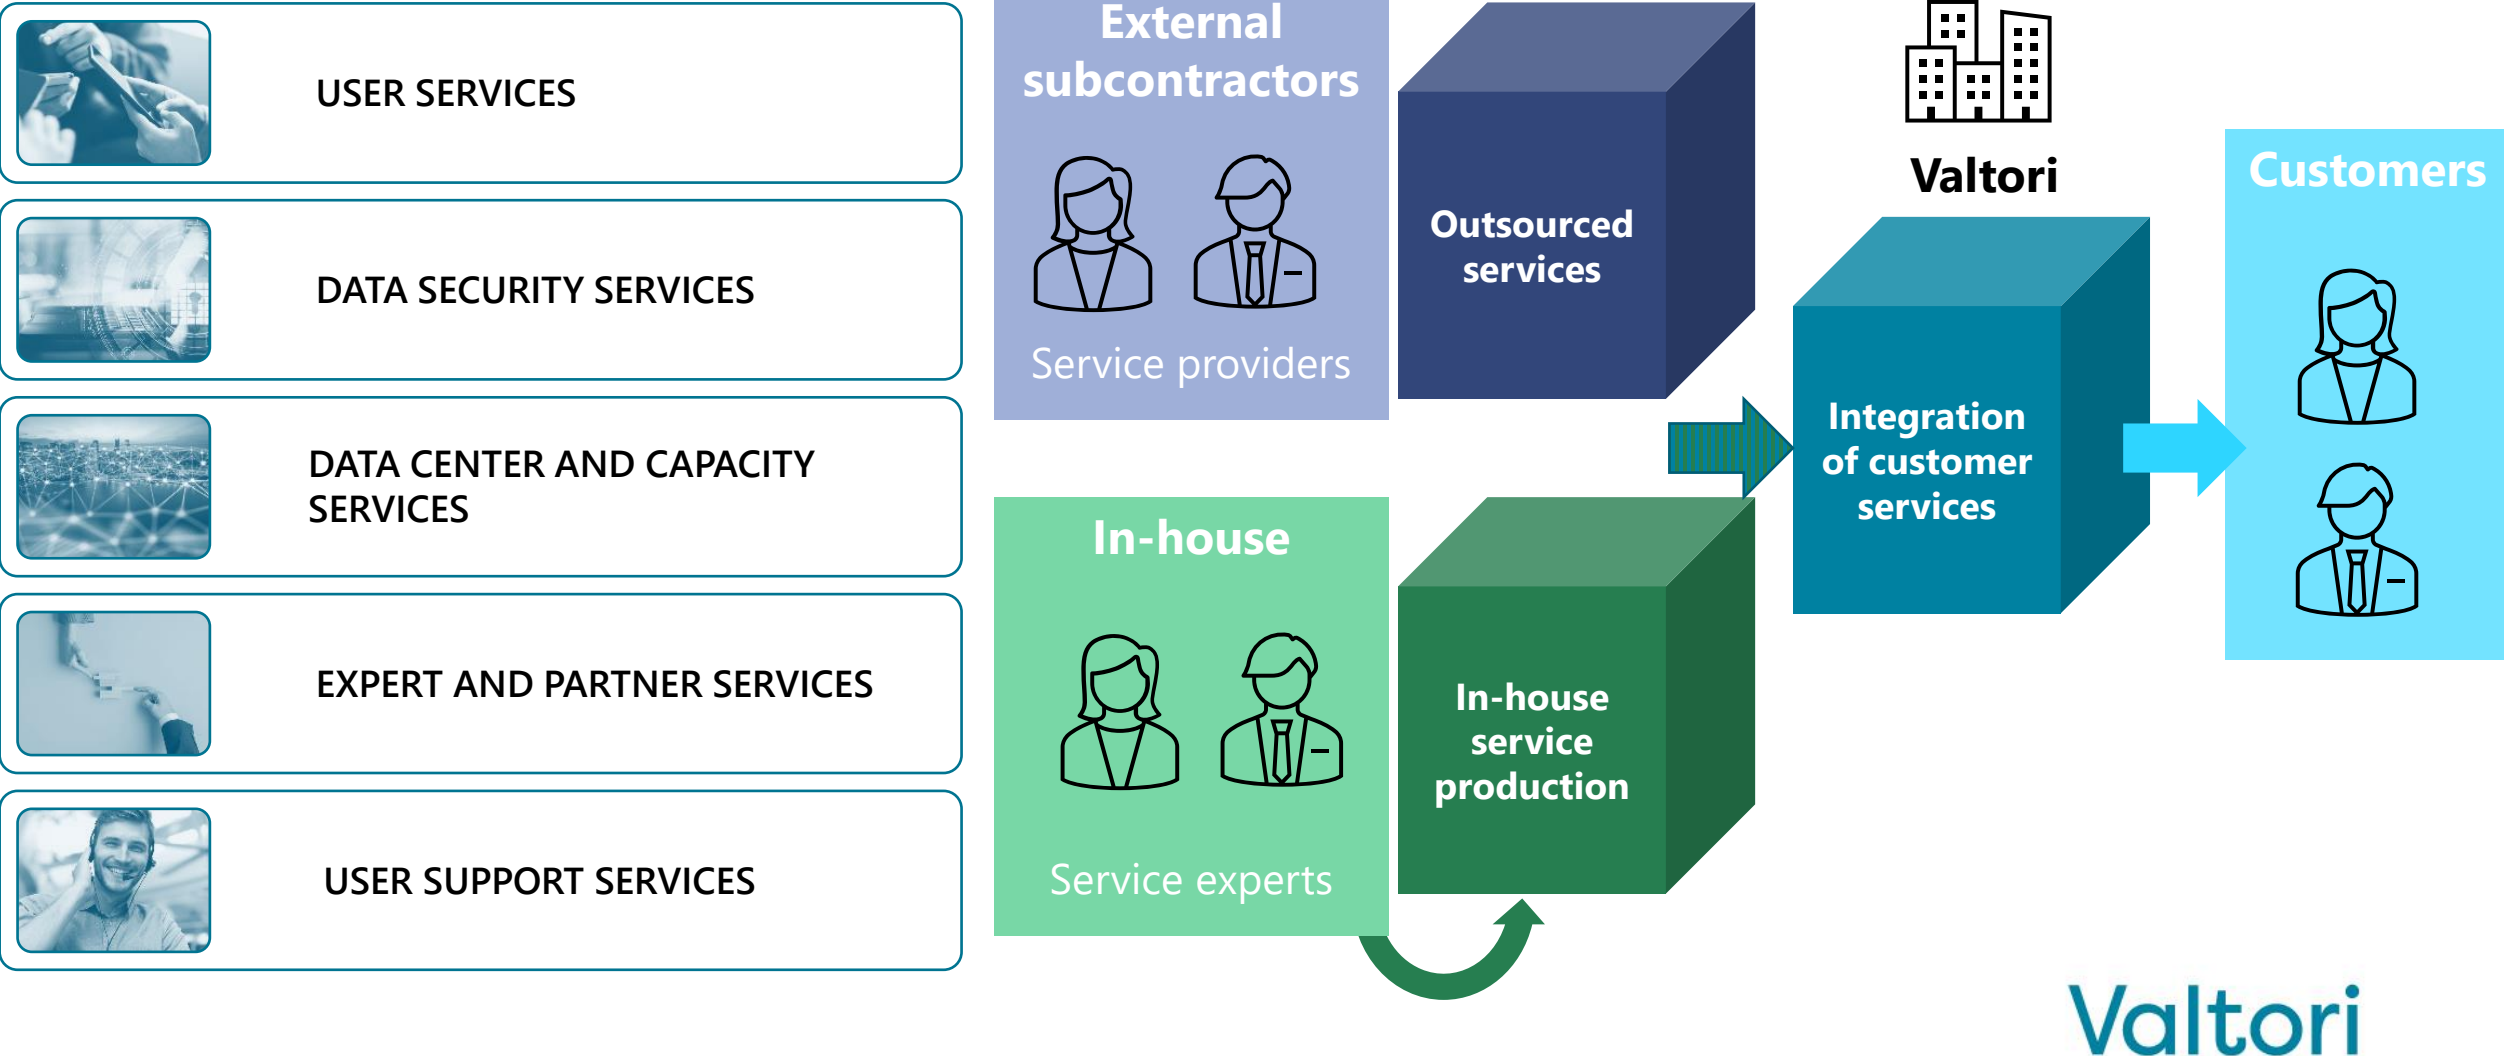 USER SERVICES
DATA SECURITY SERVICES
DATA CENTER AND CAPACITY
SERVICES
EXPERT AND PARTNER SERVICES
USER SUPPORT SERVICES
External
subcontractors
Service providers
Outsourced
services
In-house
Service experts
In-house
service
production
Valtori
Integration
of customer
services
Customers
Valtori